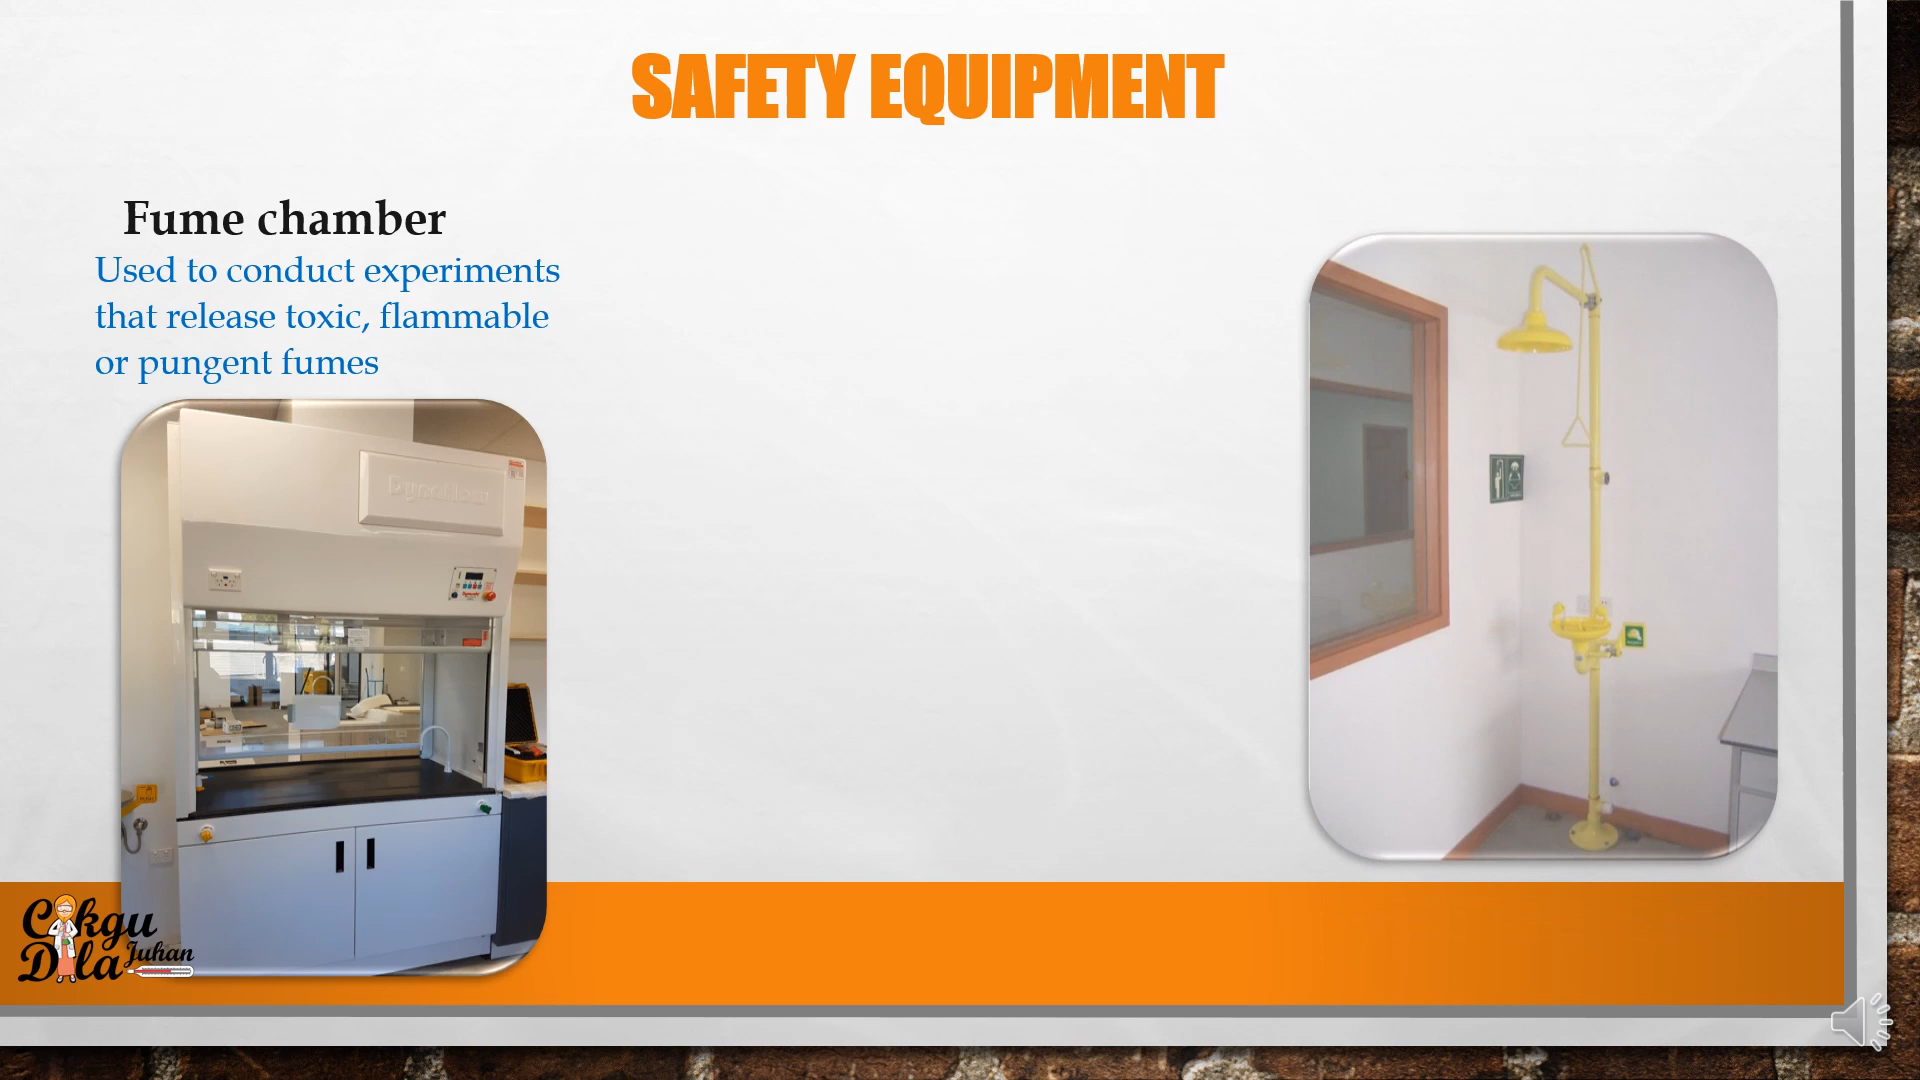 SAFETY EQUIPMENT
Fume chamber
Used to conduct experiments
that release toxic, flammable
or pungent fumes
Cikgu
Dila Juhan